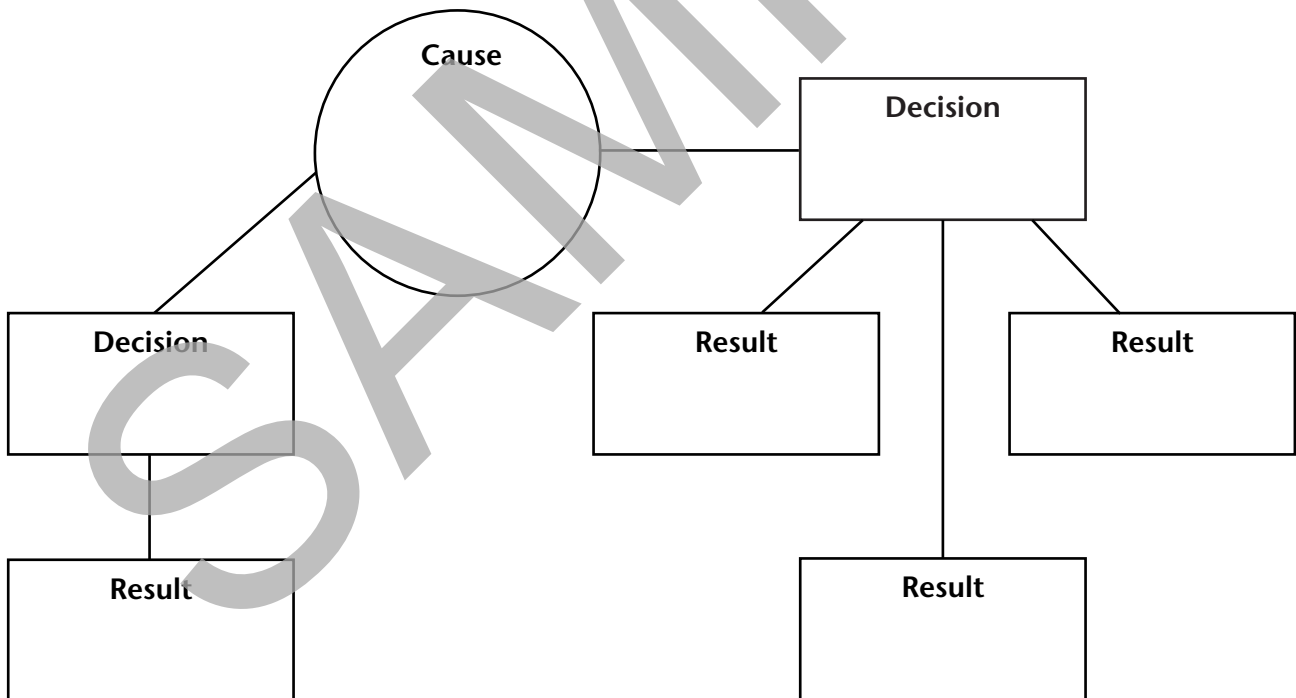 Cause
Decision
Decision
Result
Result
Result
Result
SAM